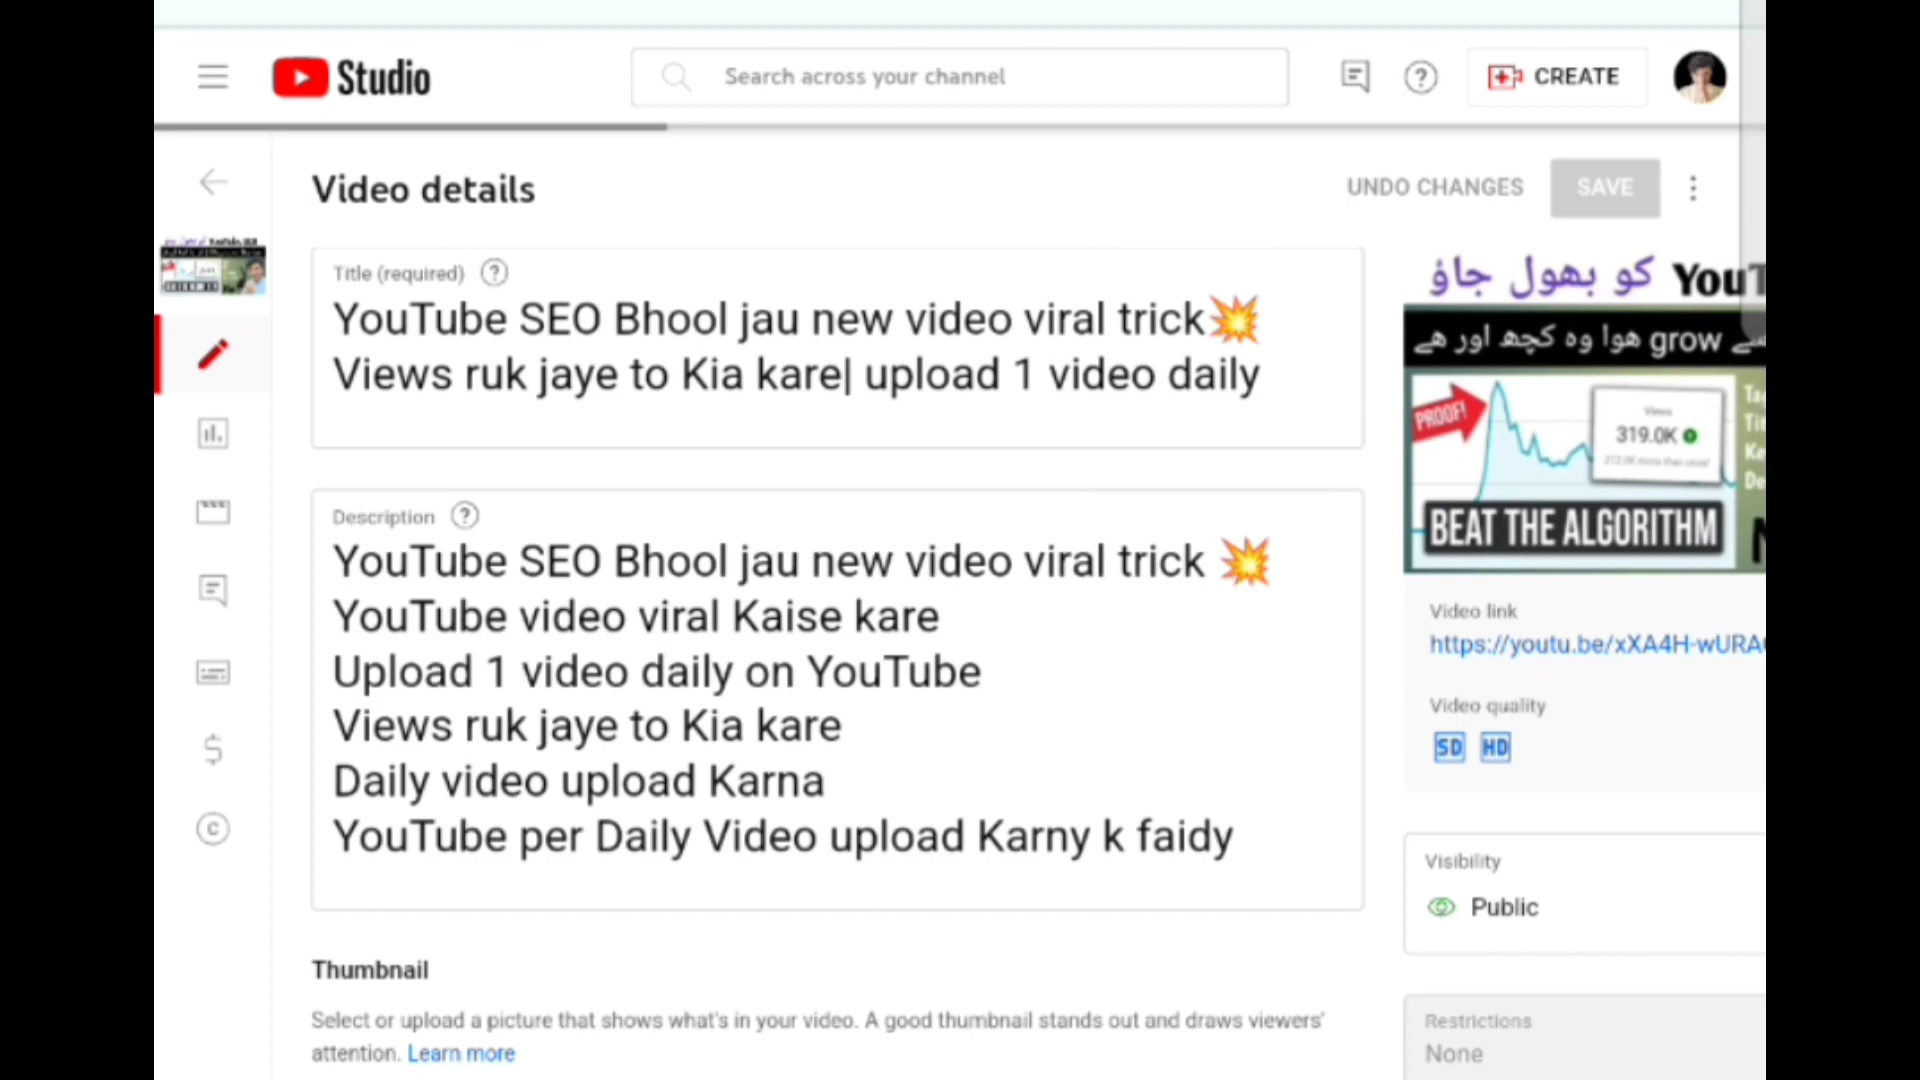 Studio
Search across your channel
CREATE
Video details
UNDO CHANGES
SAVE
Title (required)
YouTube SEO Bhool jau new video viral trick💥
Views ruk jaye to Kia kare| upload 1 video daily
Description
YouTube SEO Bhool jau new video viral trick 💥
YouTube video viral Kaise kare
Upload 1 video daily on YouTube
Views ruk jaye to Kia kare
Daily video upload Karna
YouTube per Daily Video upload Karny k faidy
Thumbnail
Select or upload a picture that shows what's in your video. A good thumbnail stands out and draws viewers'
attention. Learn more
کو بھول جاؤ YouT
سے grow ھوا وہ کچھ اور ھے
PROOF!
Views
319.0K
BEAT THE ALGORITHM
Video link
https://youtu.be/xXA4H-wURA
Video quality
SD HD
Visibility
Public
Restrictions
None